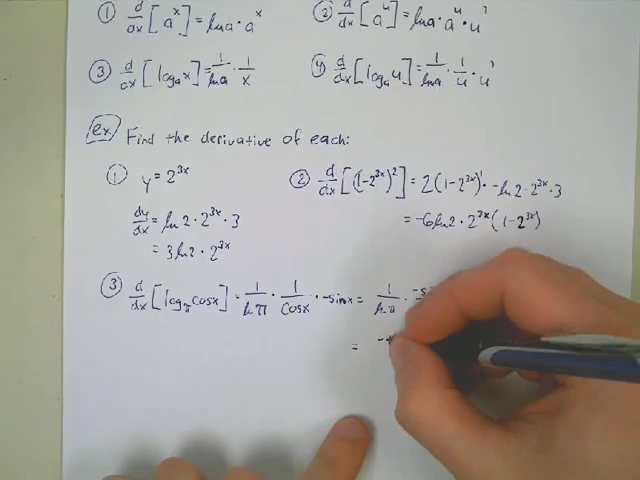 ① d/dx [a^x] = ln a · a^x ② d/dx [a^u] = ln a · a^u · u'
③ d/dx [log_a x] = 1/ln a · 1/x ④ d/dx [log_a u] = 1/ln a · 1/u · u'
ex Find the derivative of each:
① y = 2^3x ② d/dx [(1-2^3x)^2] = 2(1-2^3x)^1 · -ln 2 · 2^3x · 3
dy/dx = ln 2 · 2^3x · 3 = -6 ln 2 · 2^3x (1-2^3x)
= 3 ln 2 · 2^3x
③ d/dx [log_π cos x] = 1/ln π · 1/cos x · -sin x = 1/ln π ·
=